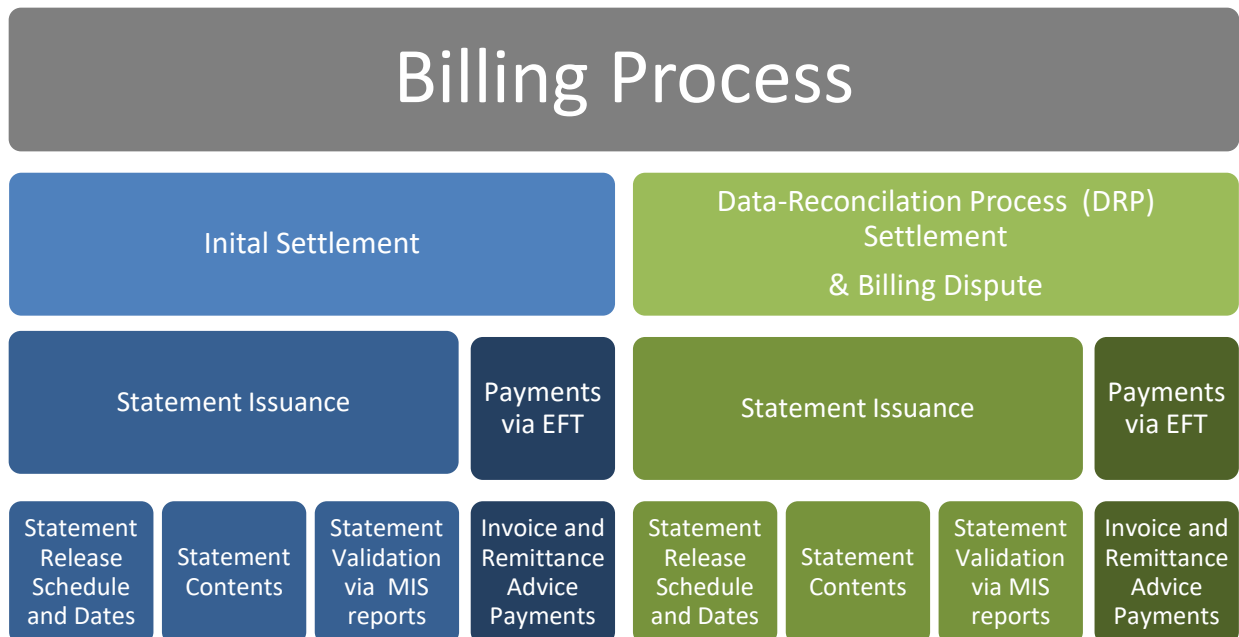 Billing Process
Inital Settlement
Data-Reconcilation Process (DRP)
Settlement
& Billing Dispute
Statement Issuance
Payments
via EFT
Statement Issuance
Payments
via EFT
Statement
Release
Schedule
and Dates
Statement
Contents
Statement
Validation
via MIS
reports
Invoice and
Remittance
Advice
Payments
Statement
Release
Schedule
and Dates
Statement
Contents
Statement
Validation
via MIS
reports
Invoice and
Remittance
Advice
Payments